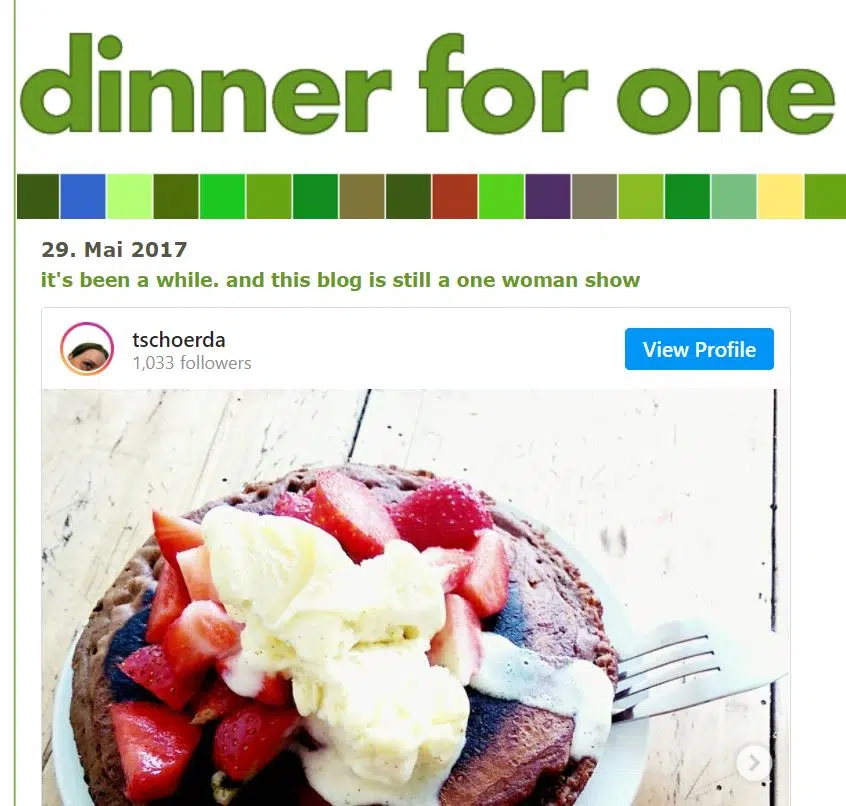 dinner for one
29. Mai 2017
it's been a while. and this blog is still a one woman show
tschoerda
View Profile
1,033 followers